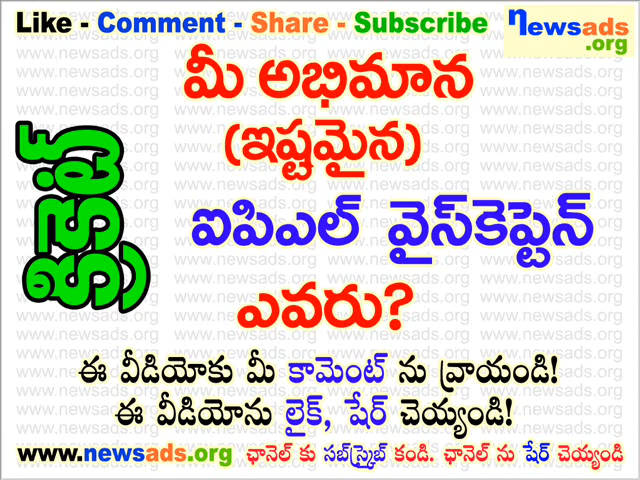 Like - Comment - Share - Subscribe
newsads
.org
మీ అభిమాన
(ఇష్టమైన)
క్రికెట్
ఐపిఎల్ వైస్‌కెప్టెన్
ఎవరు?
ఈ వీడియోకు మీ కామెంట్ ను వ్రాయండి!
ఈ వీడియోను లైక్, షేర్ చెయ్యండి!
www.newsads.org ఛానెల్ కు సబ్‌స్క్రైబ్ కండి. ఛానెల్ ను షేర్ చెయ్యండి